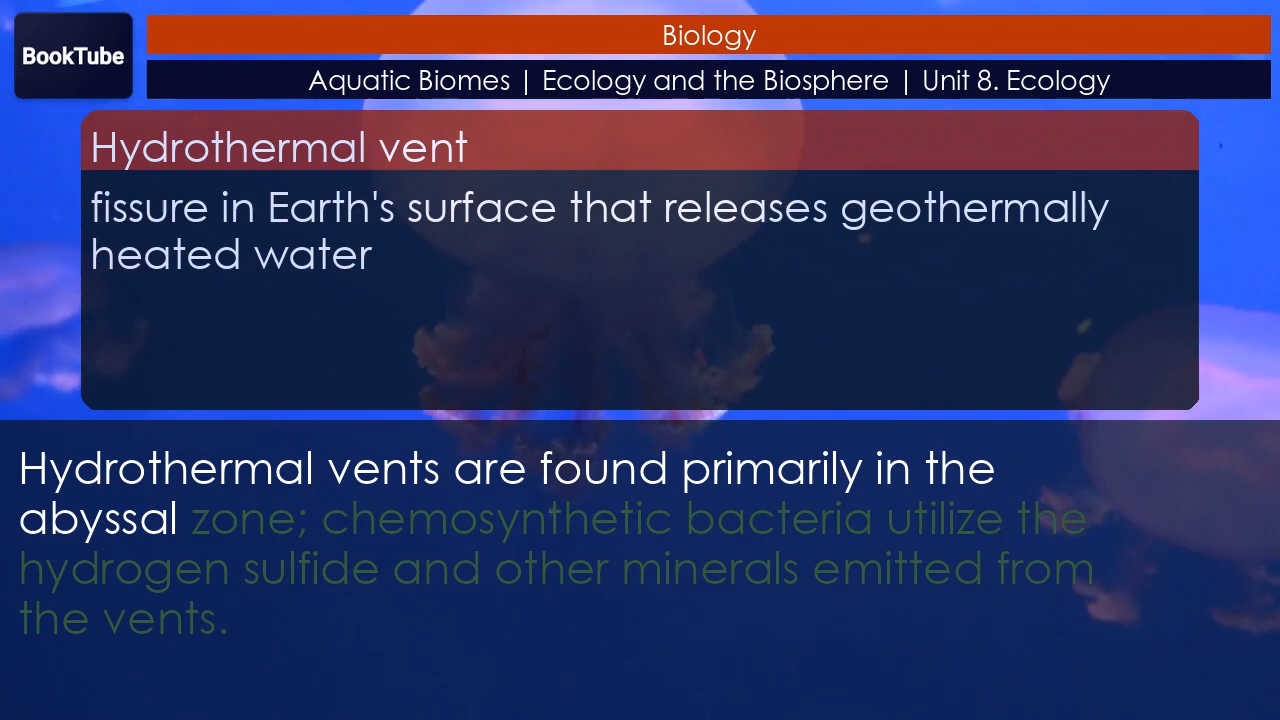 BookTube
Biology
Aquatic Biomes | Ecology and the Biosphere | Unit 8. Ecology
Hydrothermal vent
fissure in Earth's surface that releases geothermally
heated water
Hydrothermal vents are found primarily in the
abyssal zone; chemosynthetic bacteria utilize the
hydrogen sulfide and other minerals emitted from
the vents.